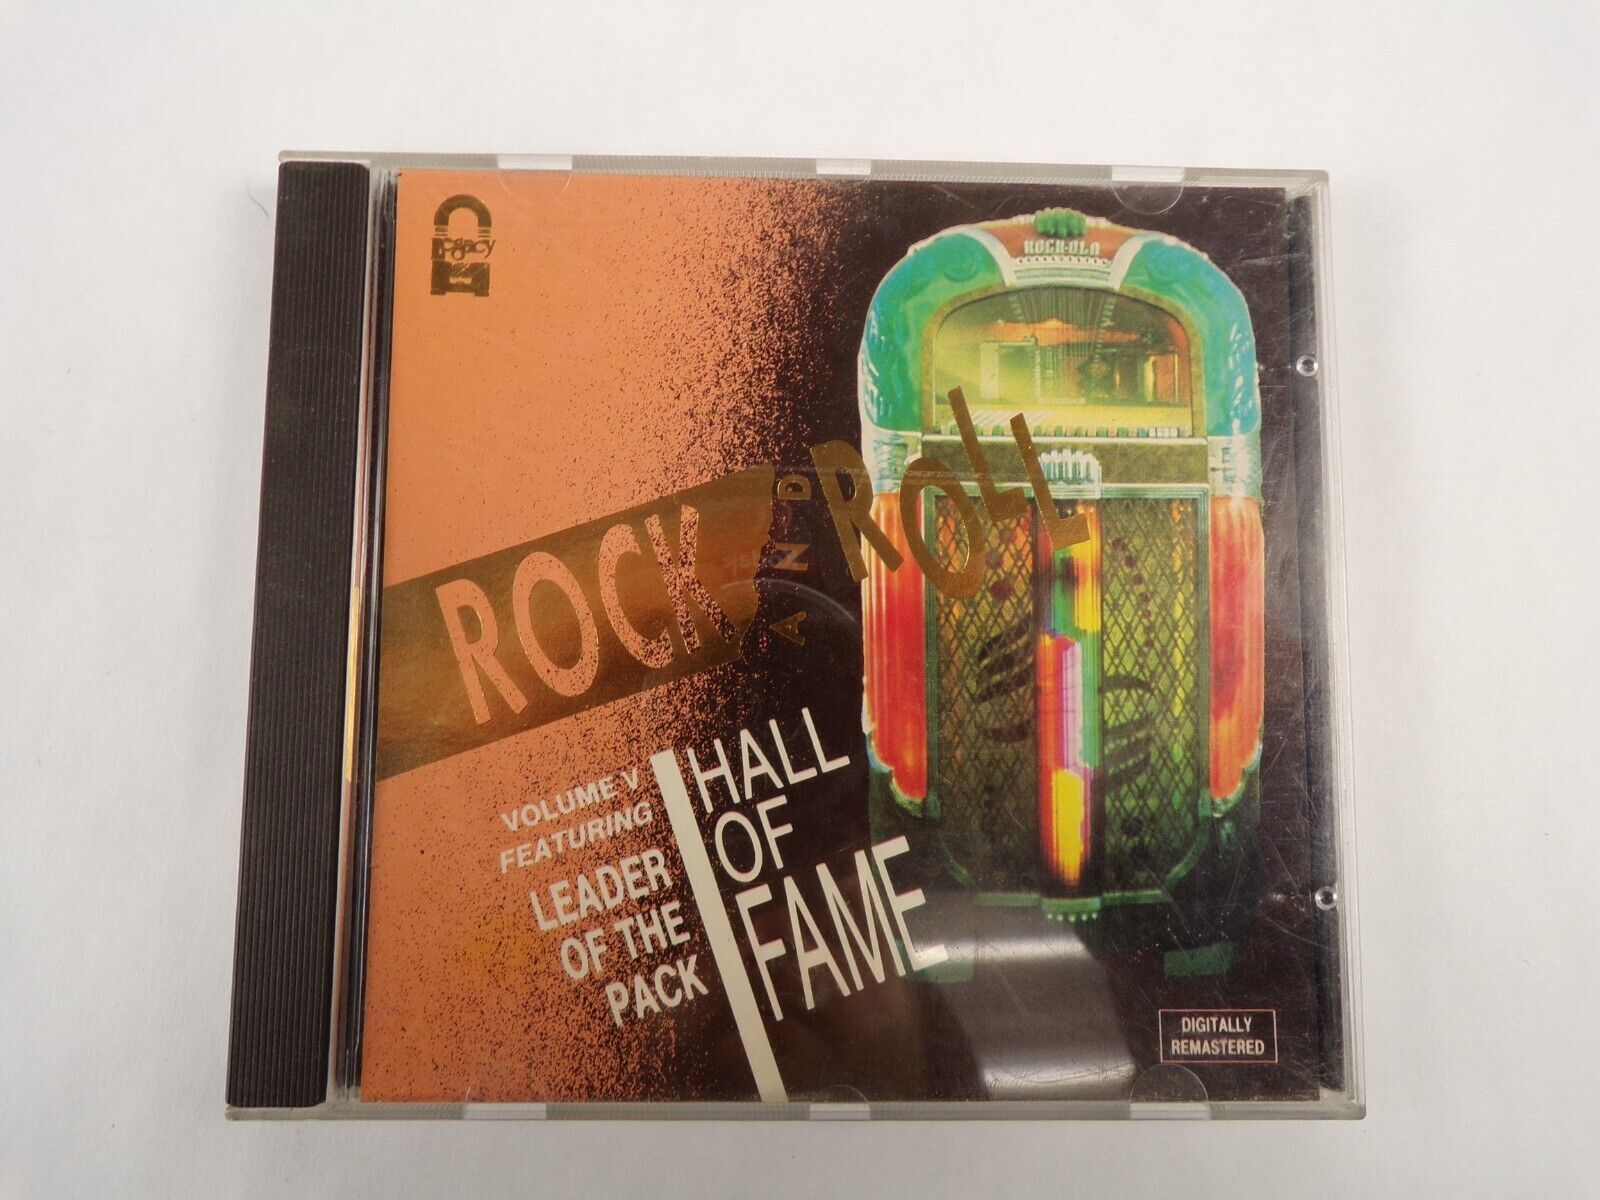 Legacy
ROCK-OLA
ROCK AND ROLL
HALL
OF
FAME
VOLUME V
FEATURING
LEADER
OF THE
PACK
DIGITALLY
REMASTERED